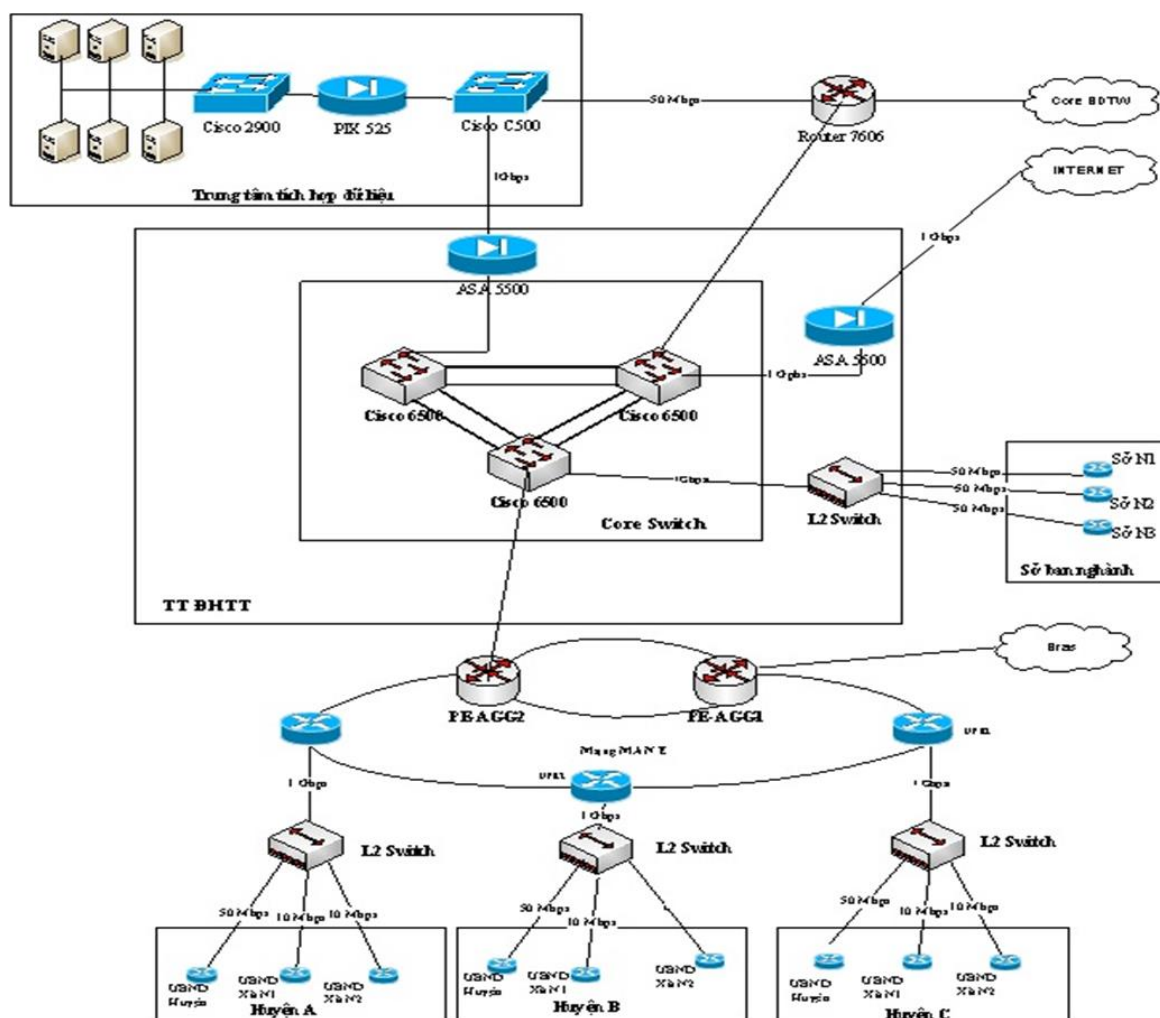 Cisco 2900
PIX 525
Cisco C500
50 Mbps
Router 7606
Core BDTW
Trung tâm tích hợp dữ liệu
1Gbps
INTERNET
1 Gbps
ASA 5500
ASA 5500
1 Gbps
Cisco 6500
Cisco 6500
Cisco 6500
Core Switch
1Gbps
L2 Switch
50 Mbps
50 Mbps
50 Mbps
Sở N1
Sở N2
Sở N3
Sở ban nghành
TT ĐHTT
Bras
PE-AGG2
PE-AGG1
Mạng MAN E
1 Gbps
1 Gbps
1 Gbps
L2 Switch
L2 Switch
L2 Switch
50 Mbps
10 Mbps
10 Mbps
50 Mbps
10 Mbps
50 Mbps
10 Mbps
10 Mbps
UBND
Huyện
UBND
Xã N1
UBND
Xã N2
Huyện A
UBND
Huyện
UBND
Xã N1
UBND
Xã N2
Huyện B
UBND
Huyện
UBND
Xã N1
UBND
Xã N2
Huyện C